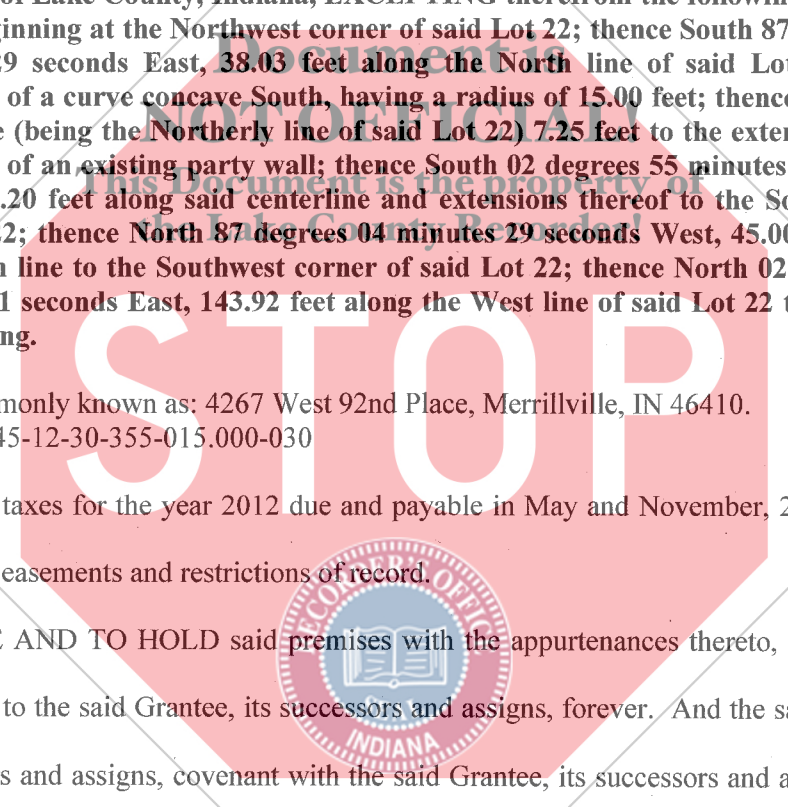 of Lake County, Indiana, EXCEPTING therefrom the following
ginning at the Northwest corner of said Lot 22; thence South 87
29 seconds East, 38.03 feet along the North line of said Lot
of a curve concave South, having a radius of 15.00 feet; thence
e (being the Northerly line of said Lot 22) 7.25 feet to the exten
of an existing party wall; thence South 02 degrees 55 minutes
.20 feet along said centerline and extensions thereof to the So
22; thence North 87 degrees 04 minutes 29 seconds West, 45.00
h line to the Southwest corner of said Lot 22; thence North 02
1 seconds East, 143.92 feet along the West line of said Lot 22 t
ng.
Document is
NOT OFFICIAL
This Document is the property of
the Lake County Recorder!
STOP
monly known as: 4267 West 92nd Place, Merrillville, IN 46410.
45-12-30-355-015.000-030
taxes for the year 2012 due and payable in May and November, 2
easements and restrictions of record.
E AND TO HOLD said premises with the appurtenances thereto,
to the said Grantee, its successors and assigns, forever. And the sa
s and assigns, covenant with the said Grantee, its successors and a
RECORDER'S OFFICE
SEAL
INDIANA